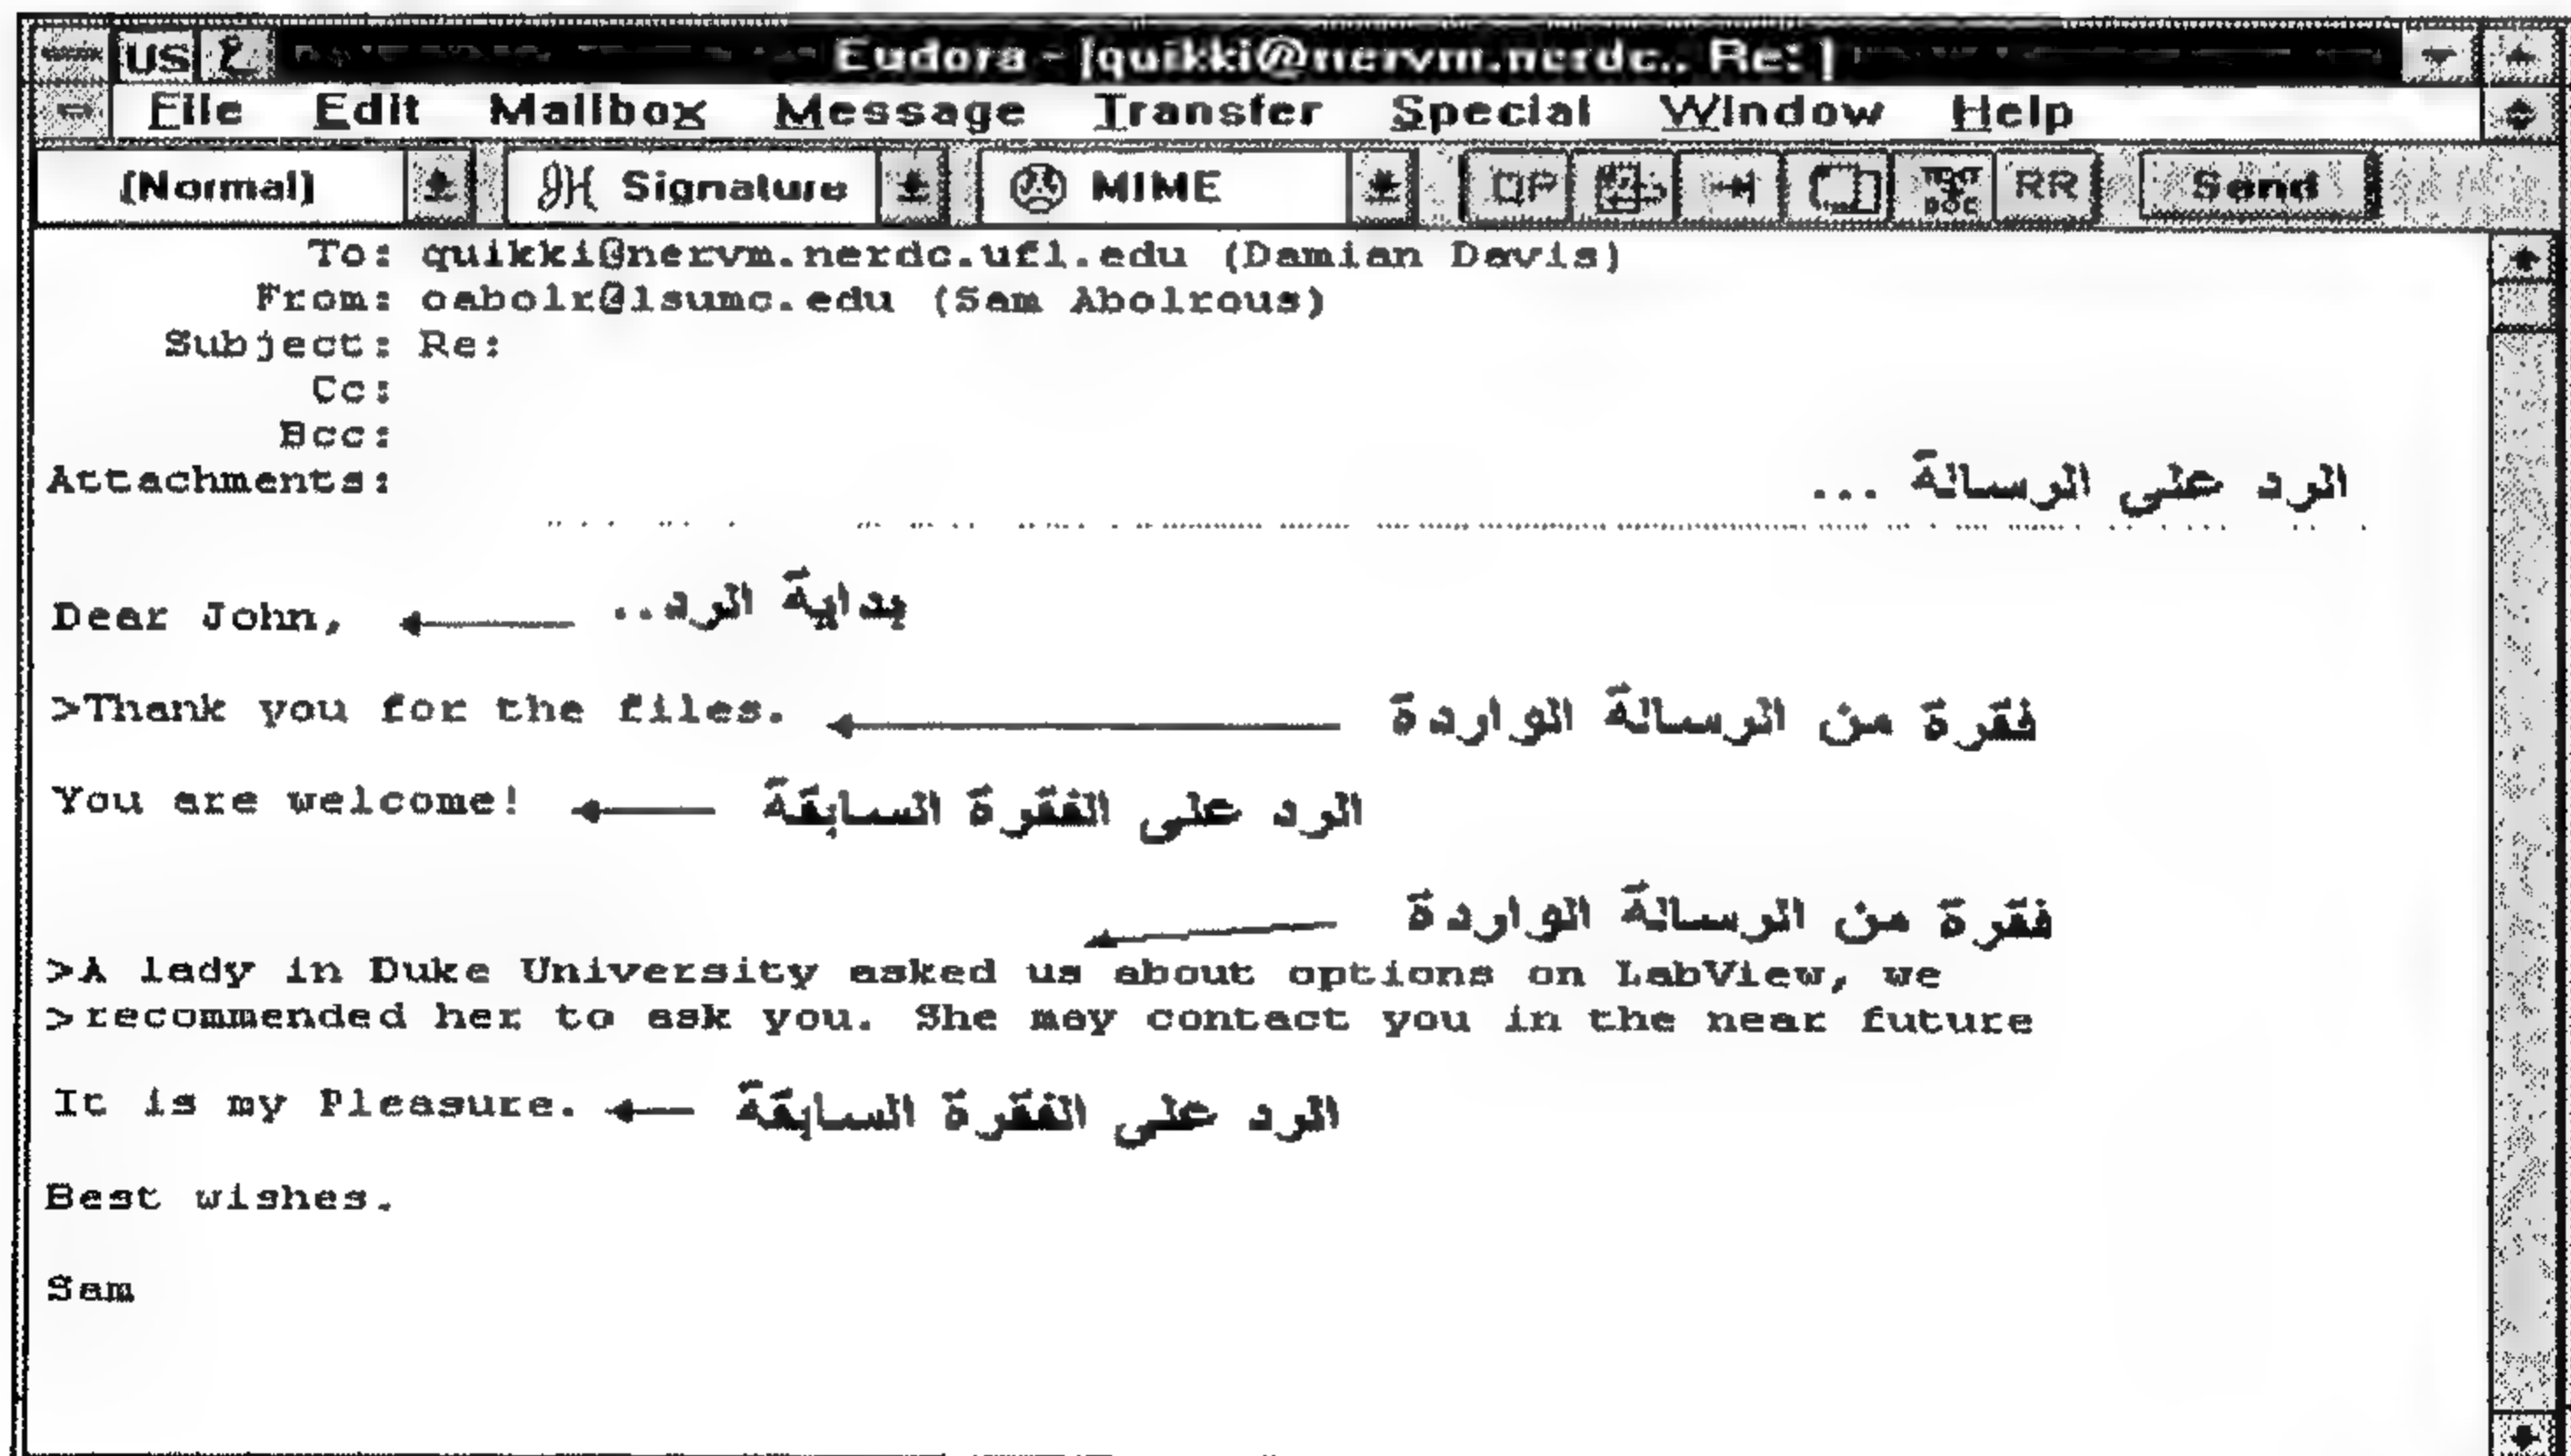 US
Eudora - [quikki@nervm.nerdc., Re: ]
File Edit Mailbox Message Transfer Special Window Help
(Normal) JH Signature MIME QP TEXT DOC RR Send
To: quikki@nervm.nerdc.ufl.edu (Damian Davis)
From: oabolr@lsumc.edu (Sam Abolrous)
Subject: Re:
Cc:
Bcc:
Attachments:
الرد على الرسالة ...
Dear John, بداية الرد..
>Thank you for the files. فقرة من الرسالة الواردة
You are welcome! الرد على الفقرة السابقة
فقرة من الرسالة الواردة
>A lady in Duke University asked us about options on LabView, we
>recommended her to ask you. She may contact you in the near future
It is my Pleasure. الرد على الفقرة السابقة
Best wishes.
Sam